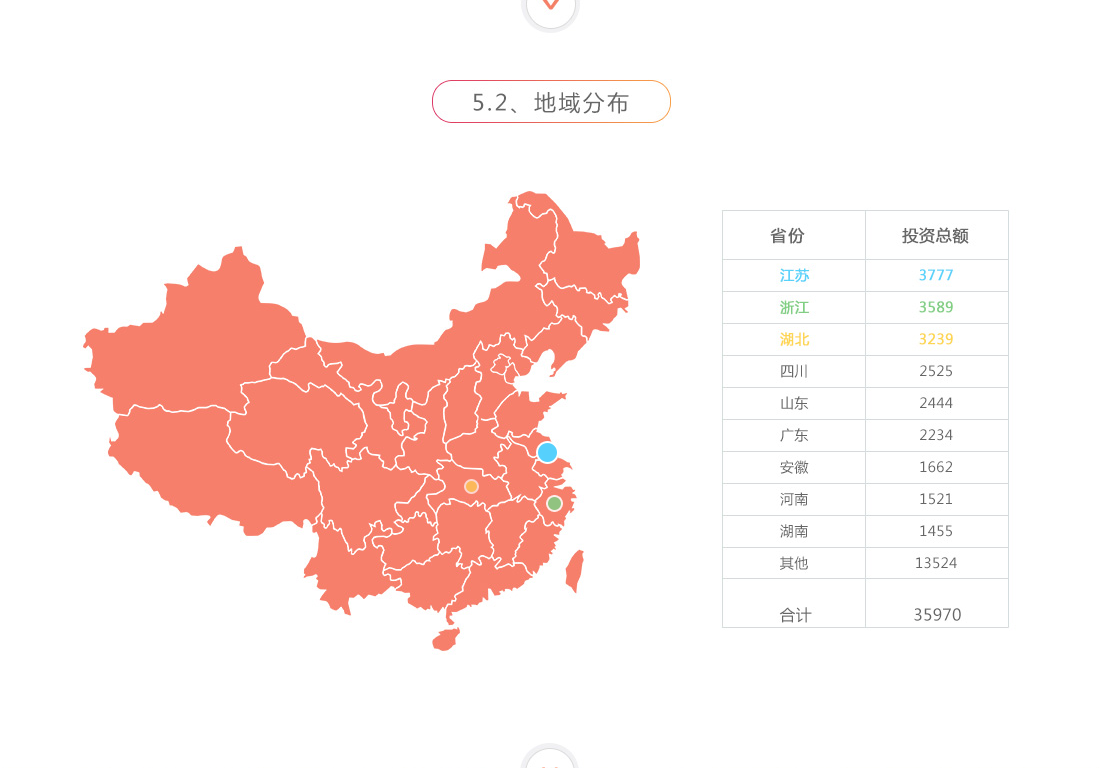 5.2、地域分布
省份 投资总额
江苏 3777
浙江 3589
湖北 3239
四川 2525
山东 2444
广东 2234
安徽 1662
河南 1521
湖南 1455
其他 13524
合计 35970